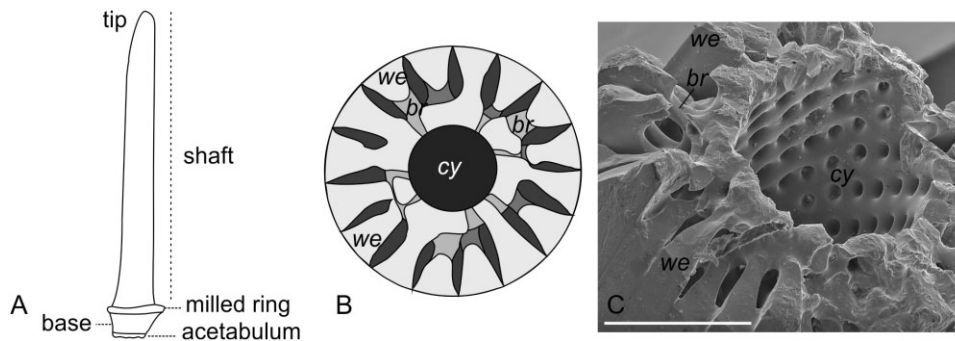 tip
shaft
milled ring
base
acetabulum
A
we
br
br
cy
we
B
we
br
cy
we
C